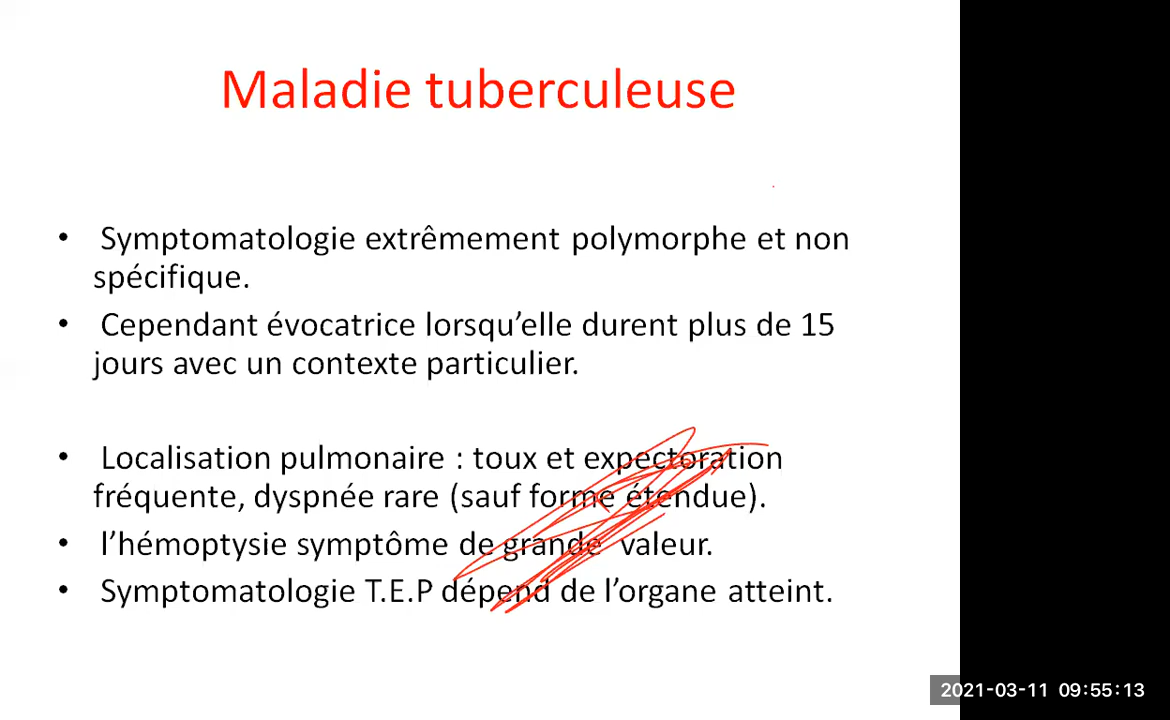 Maladie tuberculeuse
• Symptomatologie extrêmement polymorphe et non
spécifique.
• Cependant évocatrice lorsqu'elle durent plus de 15
jours avec un contexte particulier.
• Localisation pulmonaire : toux et expectoration
fréquente, dyspnée rare (sauf forme étendue).
• l'hémoptysie symptôme de grande valeur.
• Symptomatologie T.E.P dépend de l'organe atteint.
2021-03-11 09:55:13